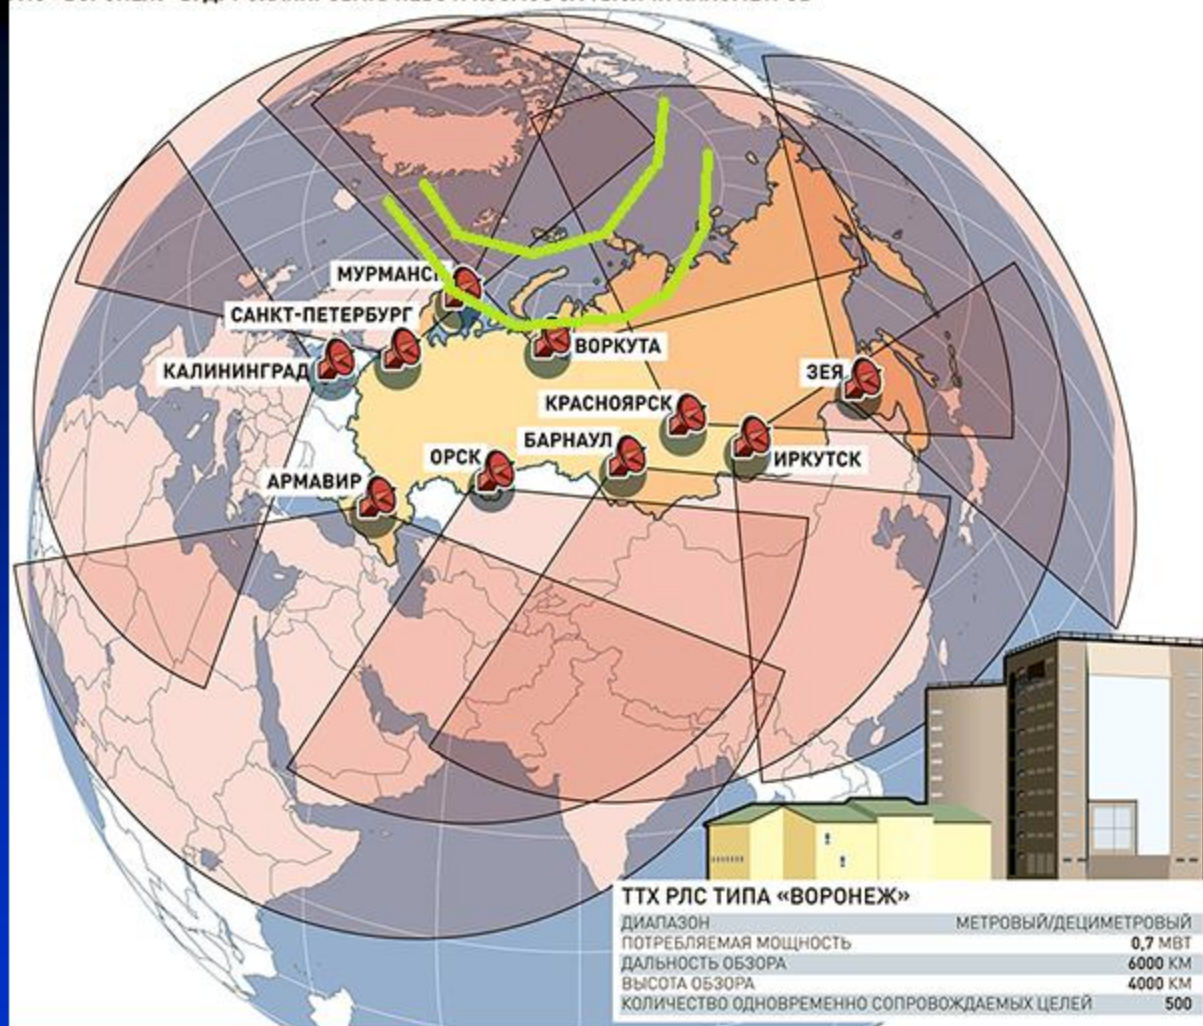 МУРМАНСК
САНКТ-ПЕТЕРБУРГ
КАЛИНИНГРАД
ВОРКУТА
ЗЕЯ
КРАСНОЯРСК
БАРНАУЛ
ИРКУТСК
ОРСК
АРМАВИР
ТТХ РЛС ТИПА «ВОРОНЕЖ»
ДИАПАЗОН МЕТРОВЫЙ/ДЕЦИМЕТРОВЫЙ
ПОТРЕБЛЯЕМАЯ МОЩНОСТЬ 0,7 МВТ
ДАЛЬНОСТЬ ОБЗОРА 6000 КМ
ВЫСОТА ОБЗОРА 4000 КМ
КОЛИЧЕСТВО ОДНОВРЕМЕННО СОПРОВОЖДАЕМЫХ ЦЕЛЕЙ 500